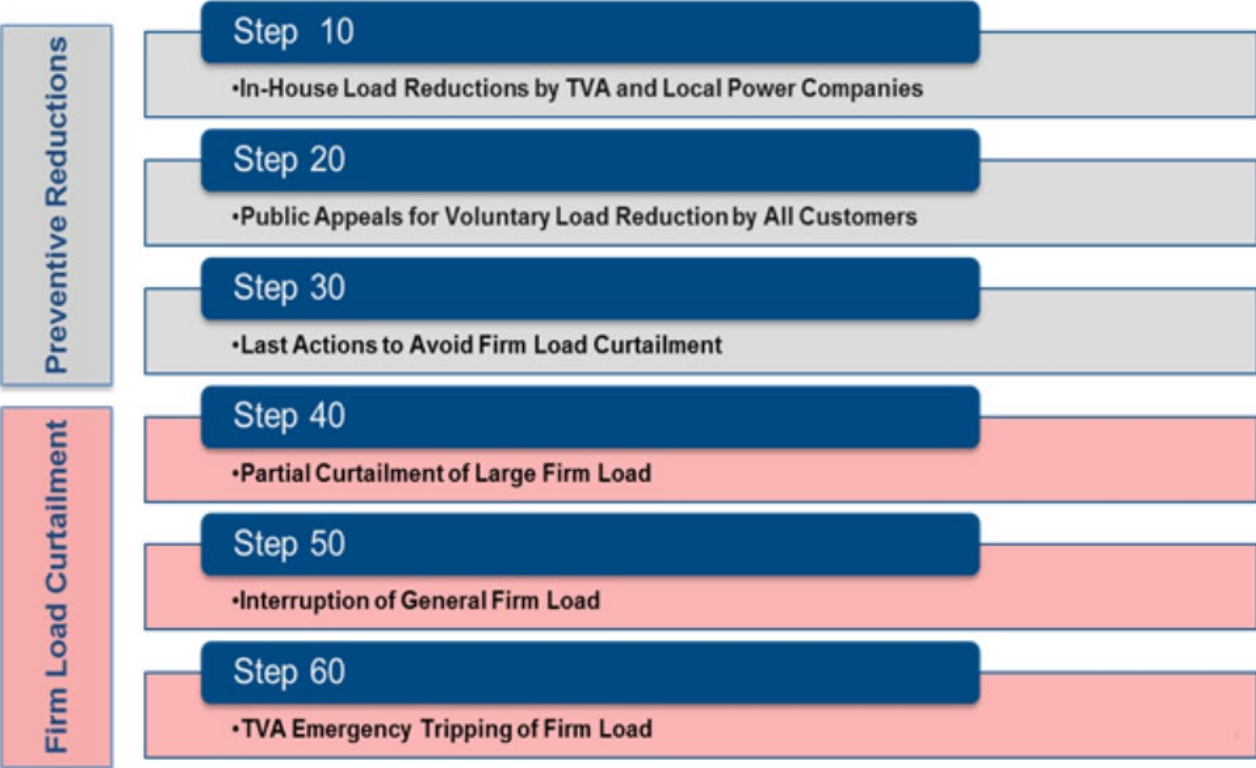 Preventive Reductions
Step 10
•In-House Load Reductions by TVA and Local Power Companies
Step 20
•Public Appeals for Voluntary Load Reduction by All Customers
Step 30
•Last Actions to Avoid Firm Load Curtailment
Firm Load Curtailment
Step 40
•Partial Curtailment of Large Firm Load
Step 50
•Interruption of General Firm Load
Step 60
•TVA Emergency Tripping of Firm Load